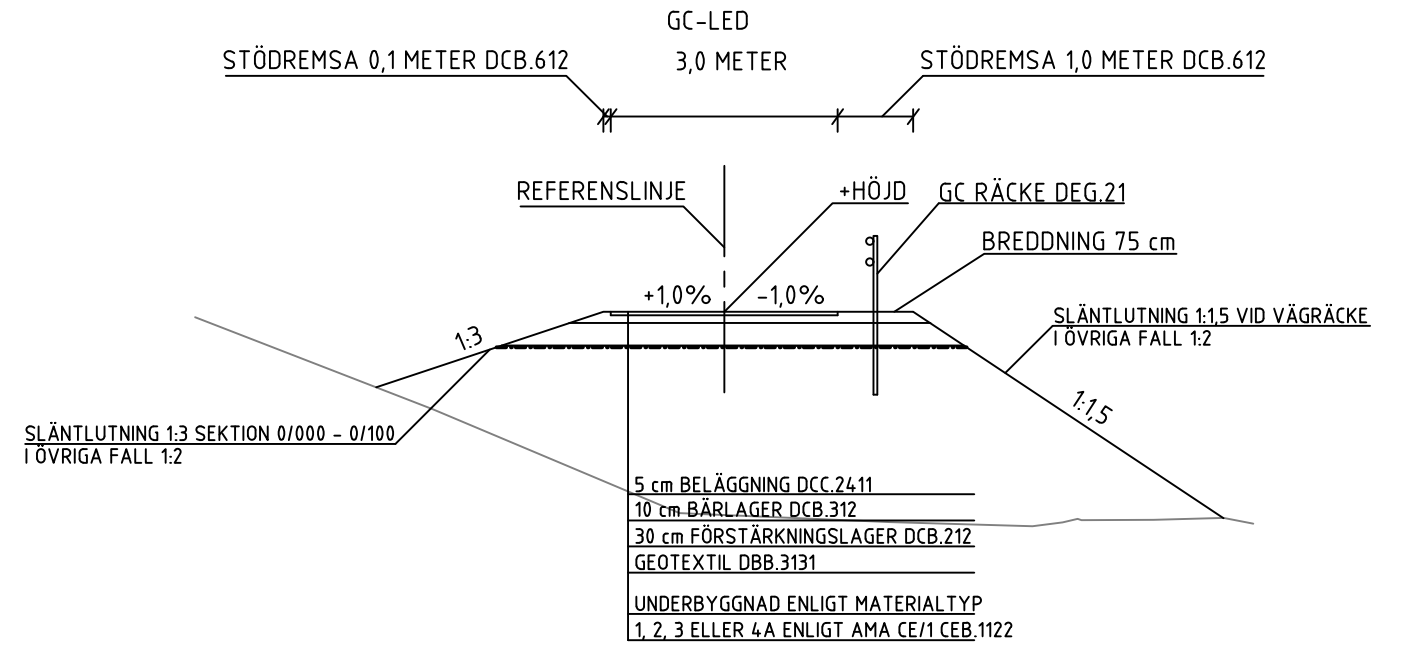 GC-LED
3,0 METER
STÖDREMSA 0,1 METER DCB.612
STÖDREMSA 1,0 METER DCB.612
REFERENSLINJE
+HÖJD
GC RÄCKE DEG.21
BREDDNING 75 cm
+1,0%
-1,0%
SLÄNTLUTNING 1:1,5 VID VÄGRÄCKE
I ÖVRIGA FALL 1:2
1:3
1:1,5
SLÄNTLUTNING 1:3 SEKTION 0/000 - 0/100
I ÖVRIGA FALL 1:2
5 cm BELÄGGNING DCC.2411
10 cm BÄRLAGER DCB.312
30 cm FÖRSTÄRKNINGSLAGER DCB.212
GEOTEXTIL DBB.3131
UNDERBYGGNAD ENLIGT MATERIALTYP
1, 2, 3 ELLER 4A ENLIGT AMA CE/1 CEB.1122